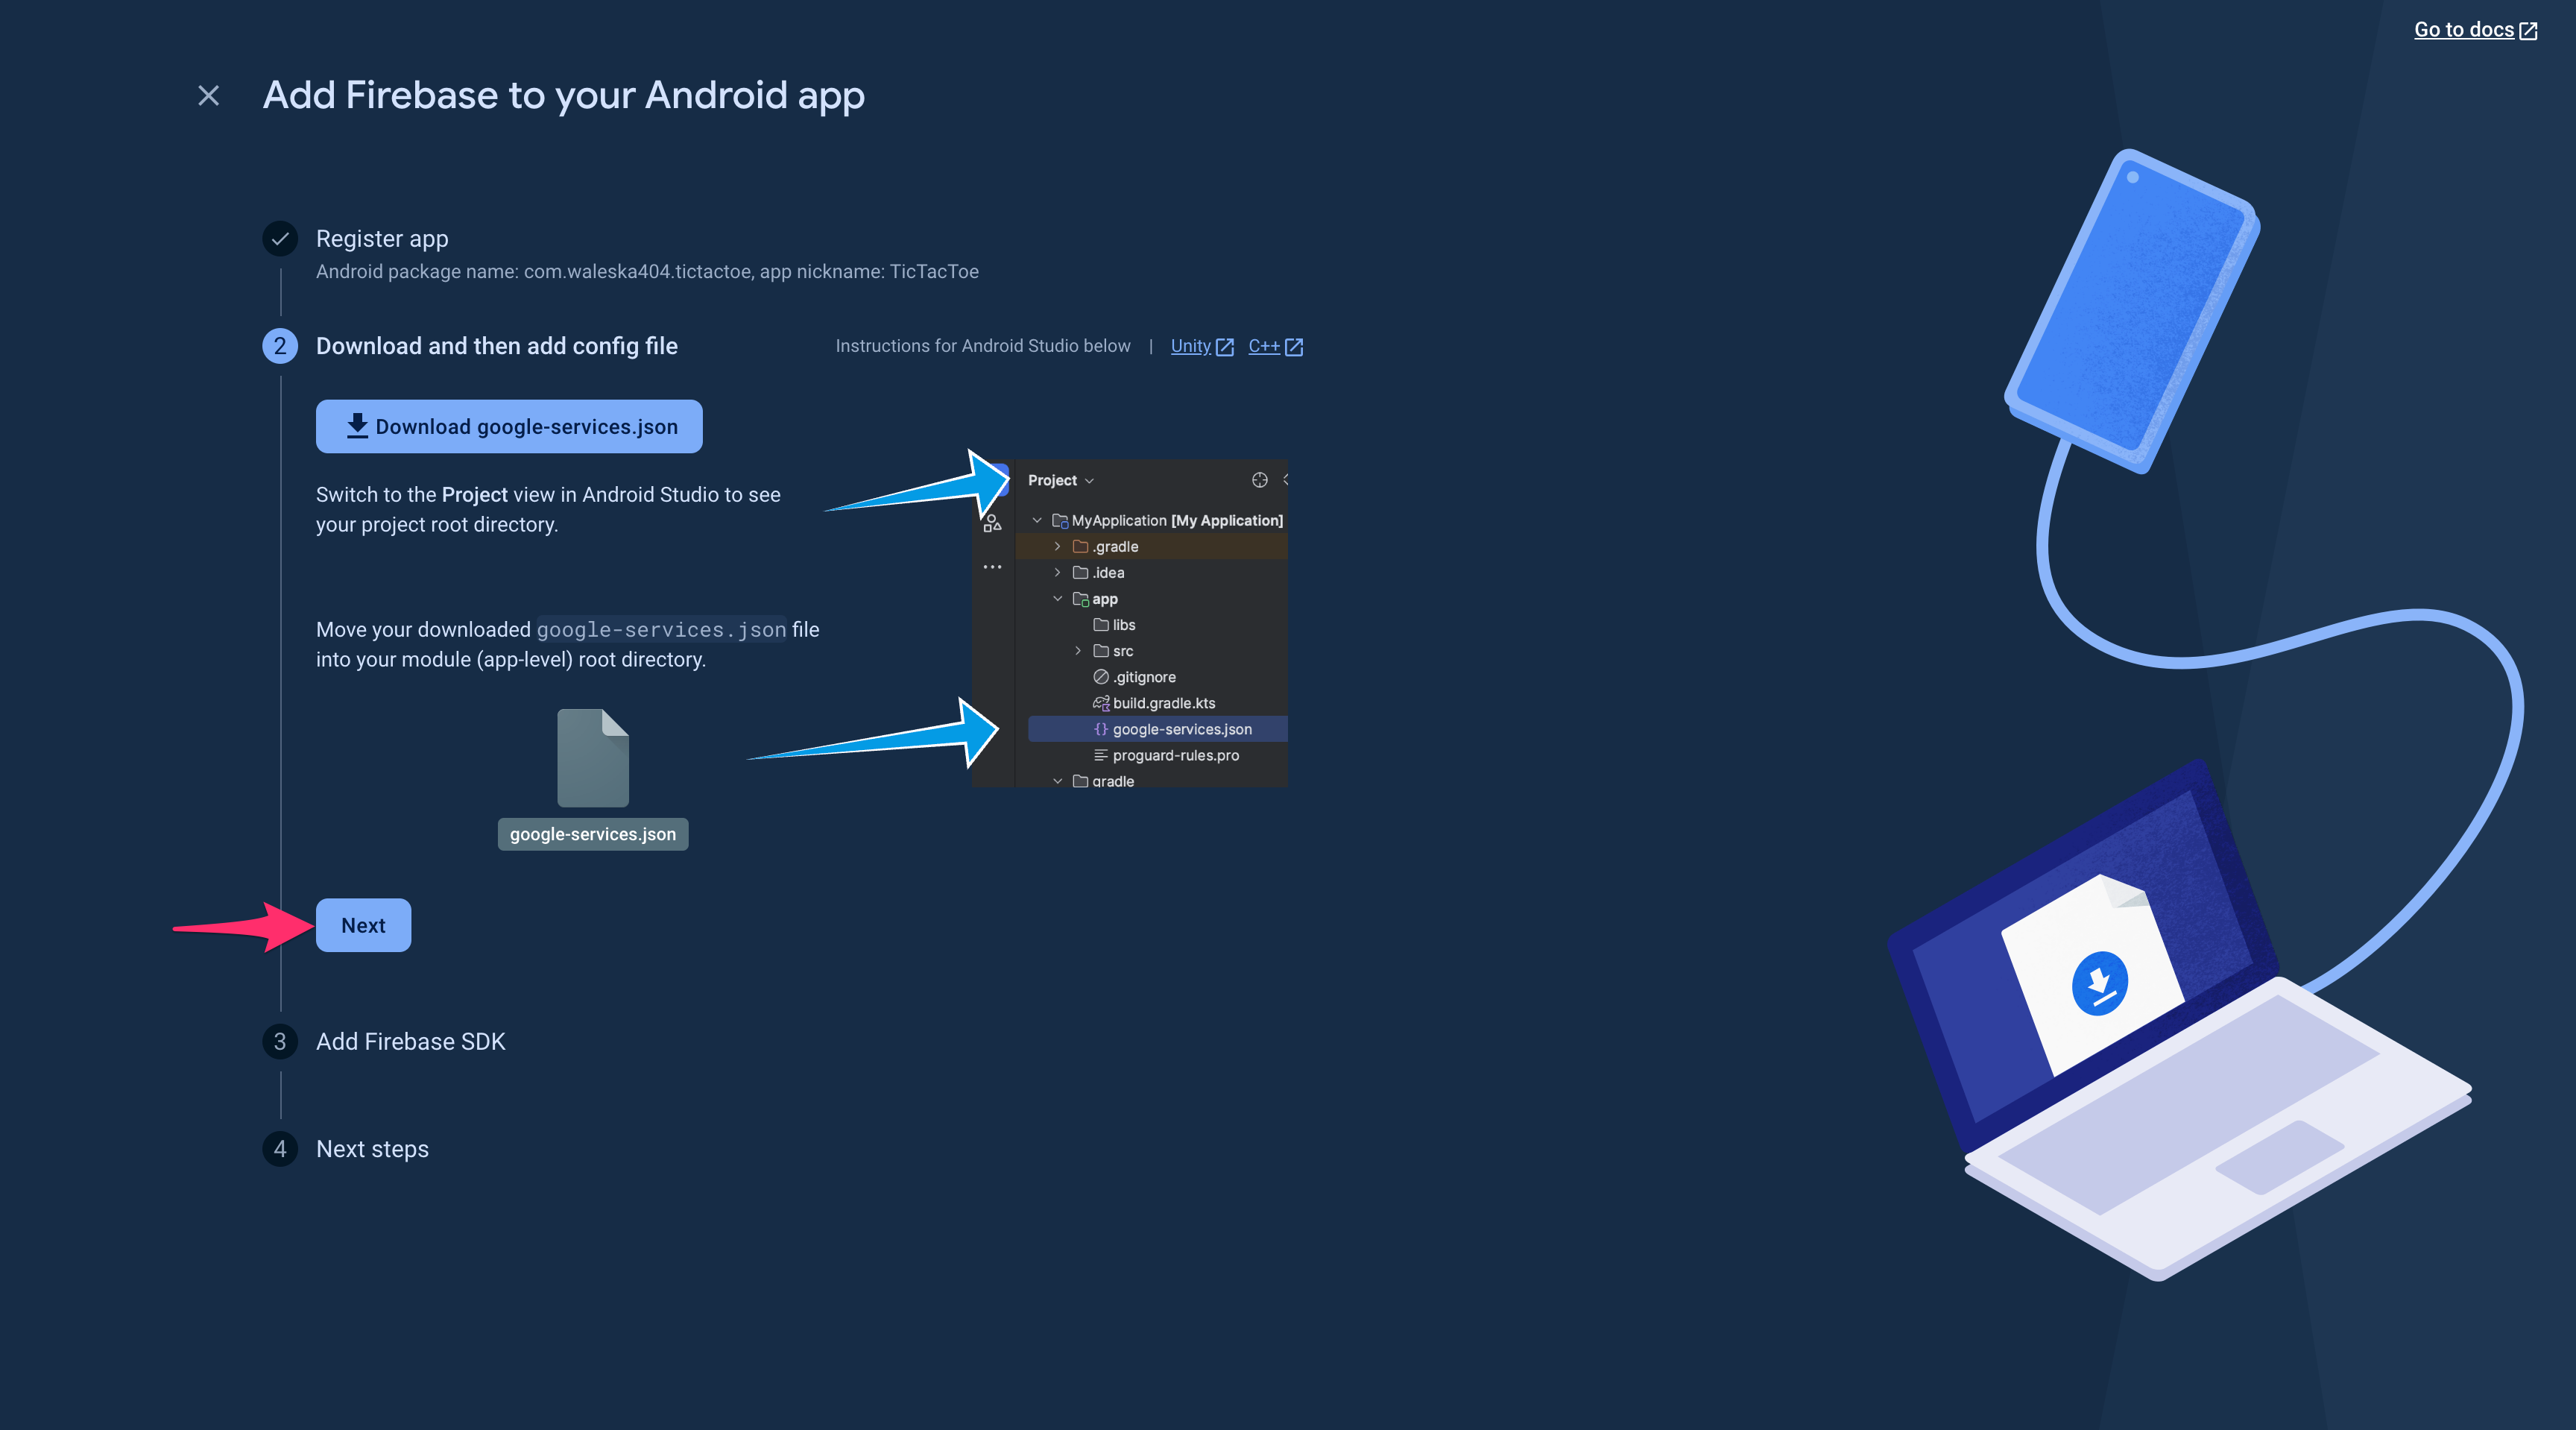 Go to docs
Add Firebase to your Android app
Register app
Android package name: com.waleska404.tictactoe, app nickname: TicTacToe
2 Download and then add config file
Instructions for Android Studio below | Unity C++
Download google-services.json
Switch to the Project view in Android Studio to see
your project root directory.
Move your downloaded google-services.json file
into your module (app-level) root directory.
google-services.json
Project
MyApplication [My Application]
.gradle
.idea
app
libs
src
.gitignore
build.gradle.kts
google-services.json
proguard-rules.pro
gradle
Next
3 Add Firebase SDK
4 Next steps